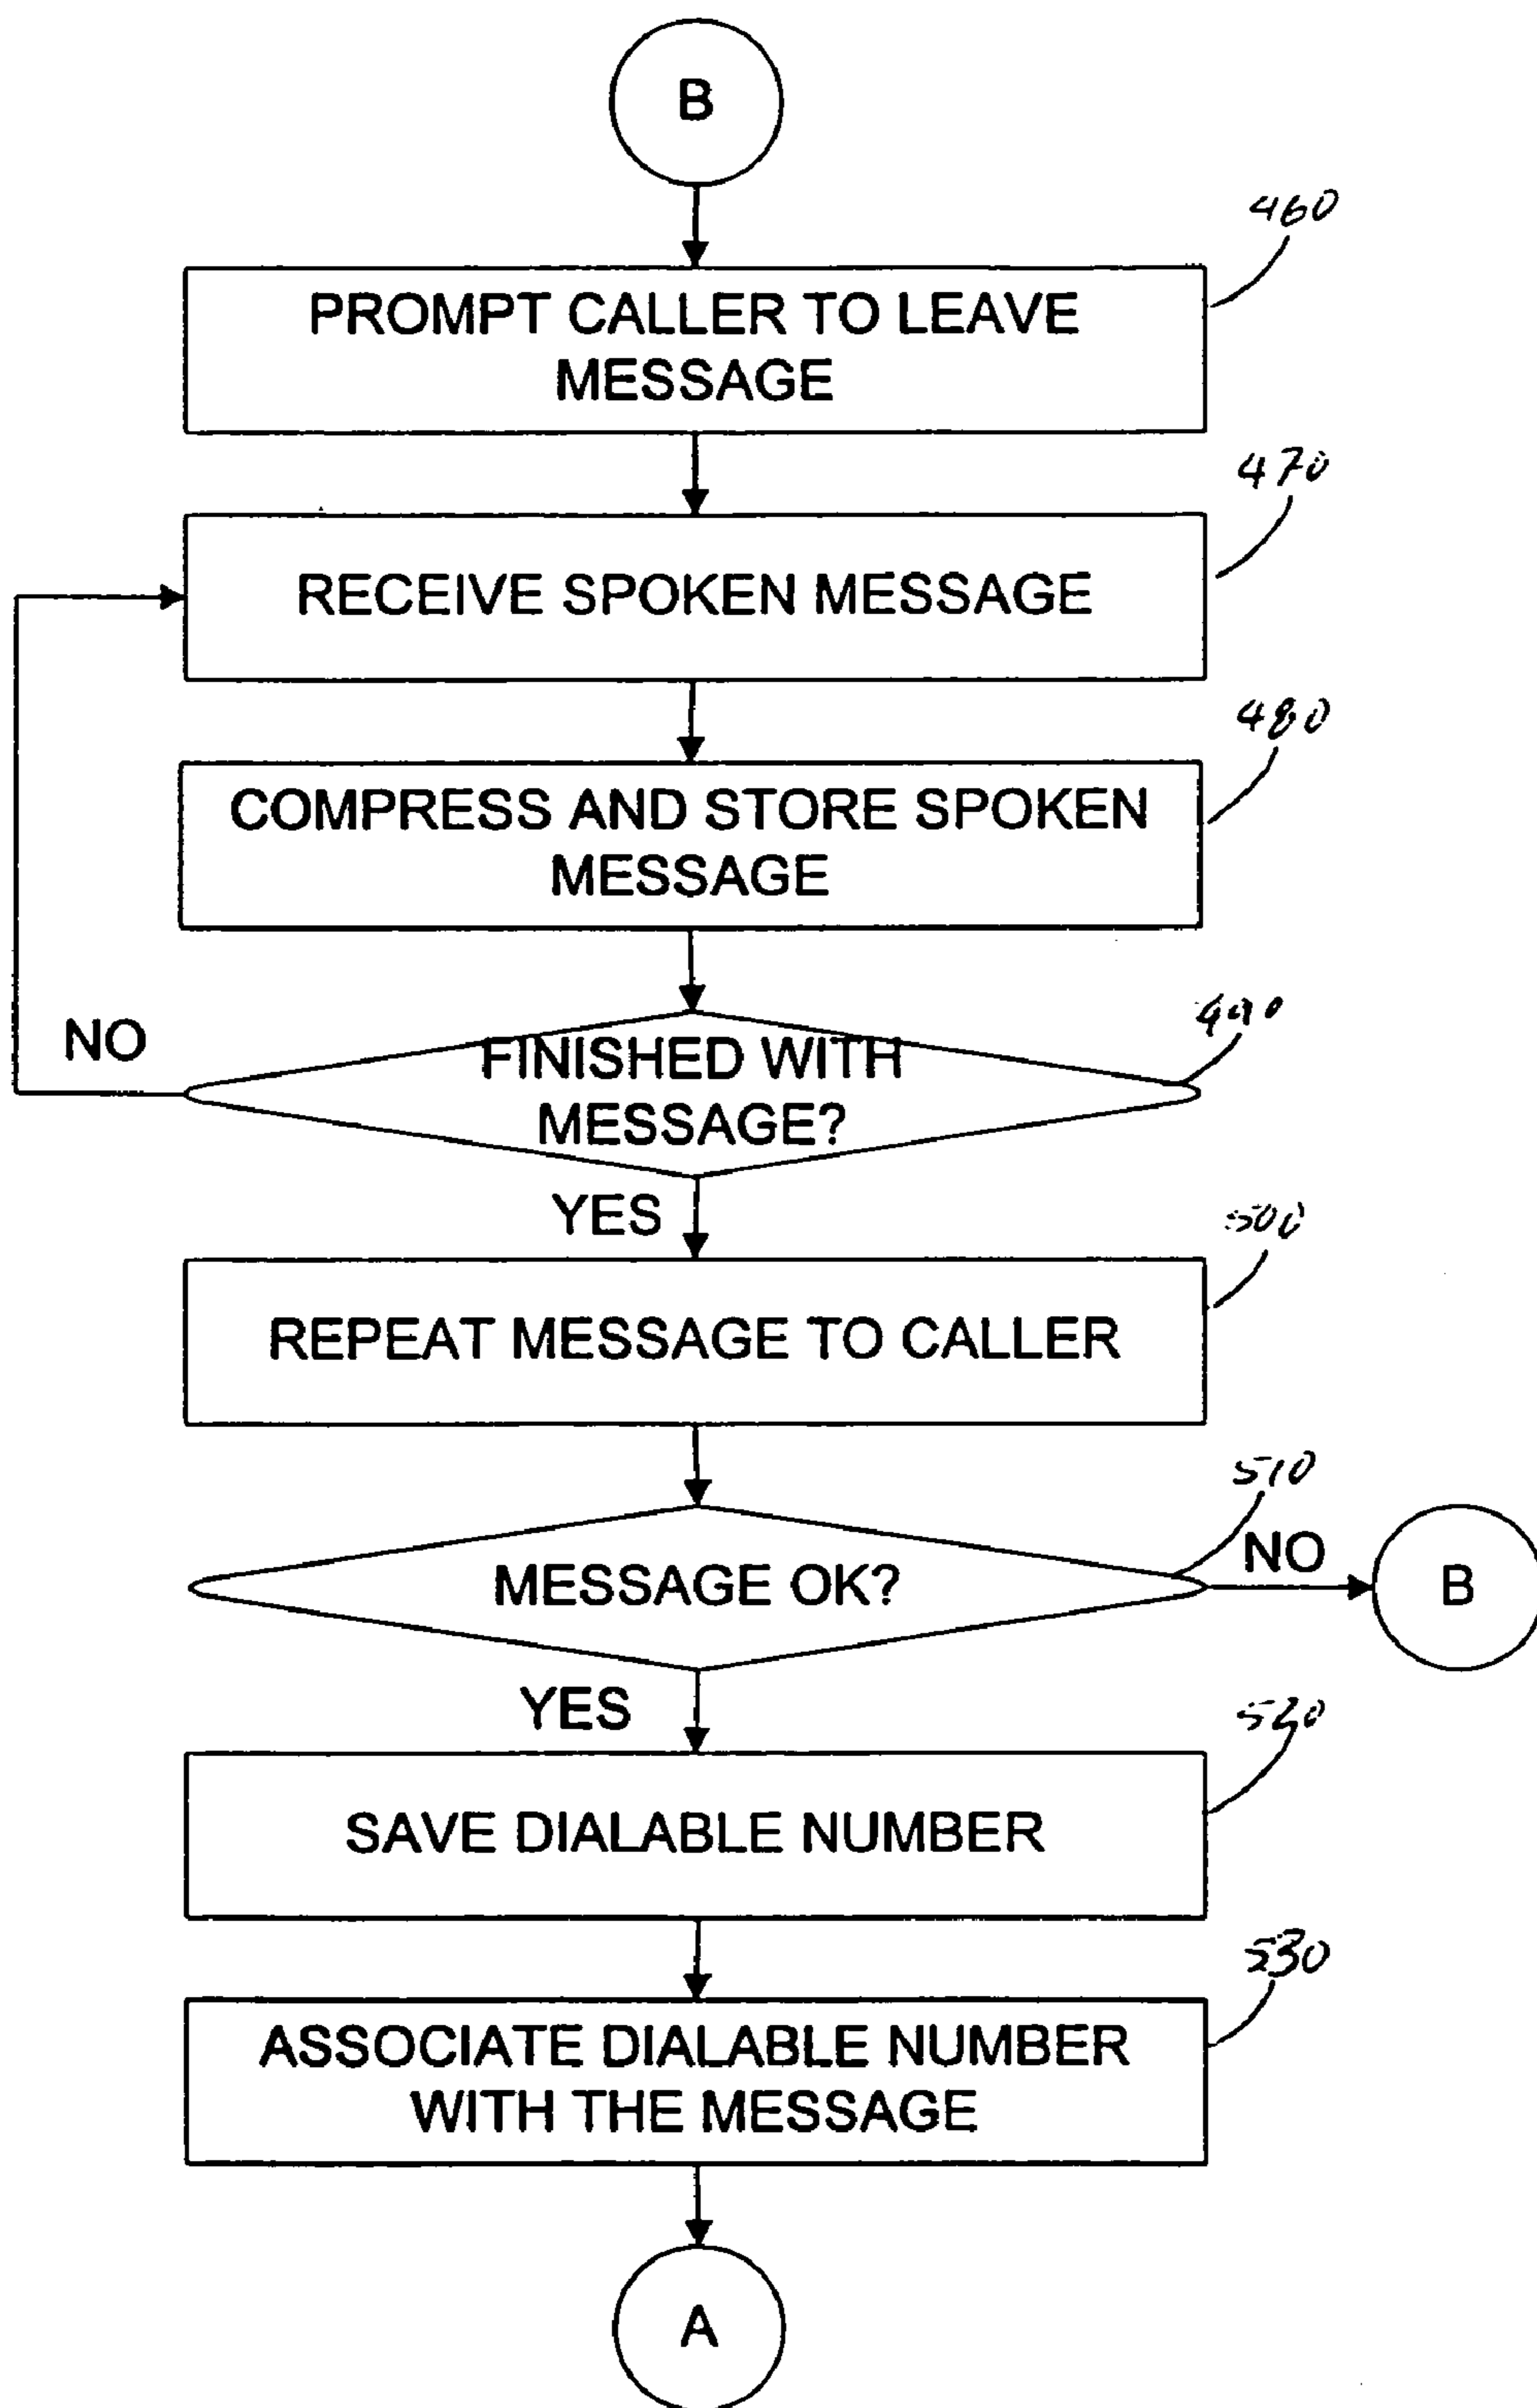 B
460
PROMPT CALLER TO LEAVE
MESSAGE
470
RECEIVE SPOKEN MESSAGE
480
COMPRESS AND STORE SPOKEN
MESSAGE
490
NO
FINISHED WITH
MESSAGE?
YES
500
REPEAT MESSAGE TO CALLER
510
NO
MESSAGE OK?
B
YES
520
SAVE DIALABLE NUMBER
530
ASSOCIATE DIALABLE NUMBER
WITH THE MESSAGE
A